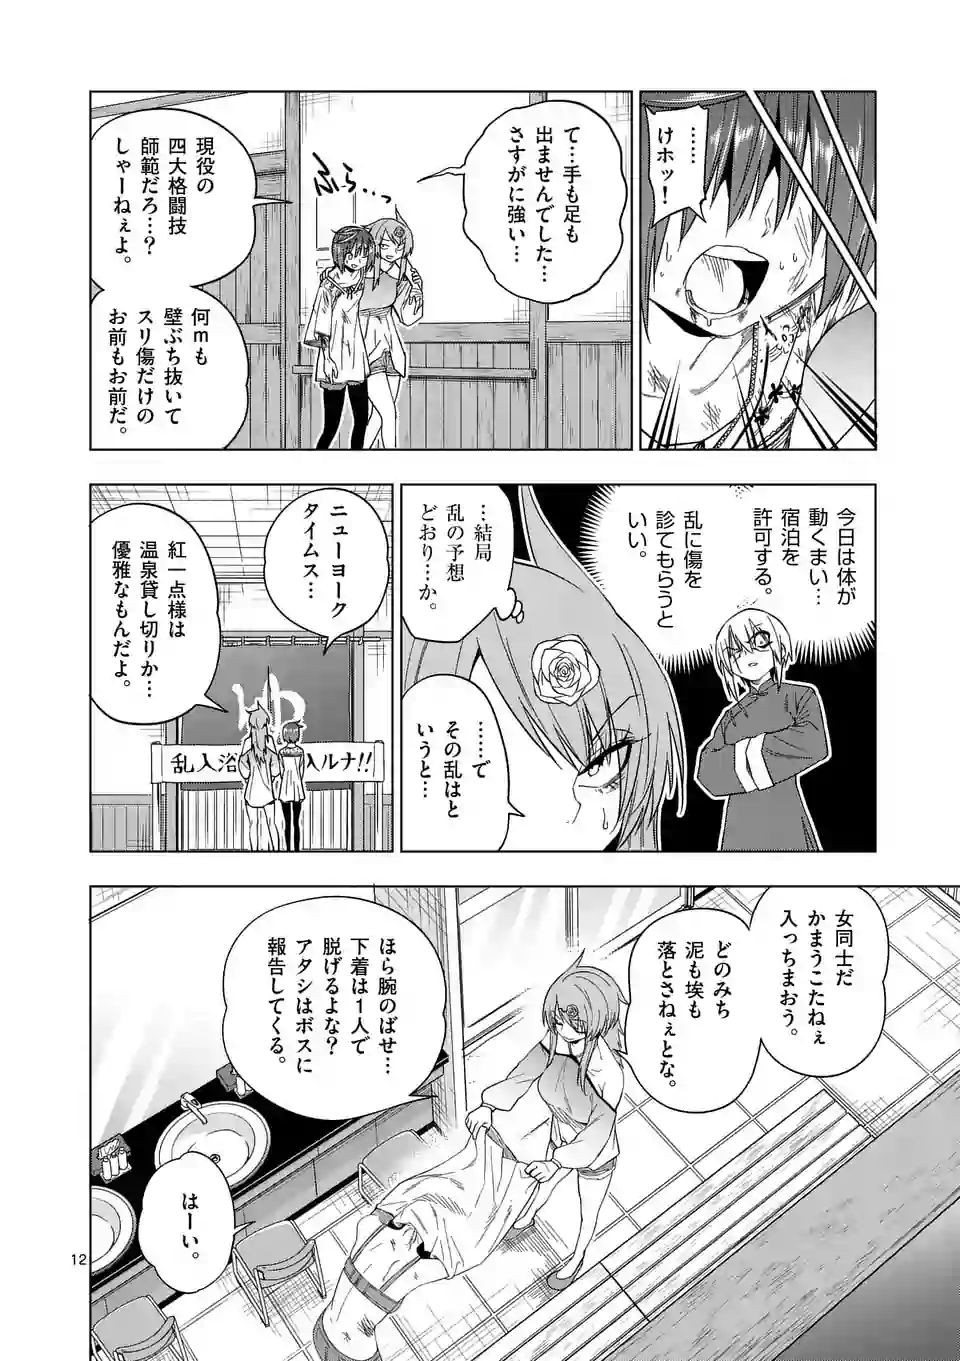 ……
けホッ！
て…手も足も
出ませんでした…
さすがに強い…
ふら、、っ
現役の
四大格闘技
師範だろ…？
しゃーねぇよ。
何mも
壁ぶち抜いて
スリ傷だけの
お前もお前だ。
今日は体が
動くまい…
宿泊を
許可する。
乱に傷を
診てもらうと
いい。
…結局
乱の予想
どおり…か。
……で
その乱はと
いうと…
ニューヨーク
タイムス…
紅一点様は
温泉貸し切りか…
優雅なもんだよ。
ゆ
乱入浴
入ルナ!!
女同士だ
かまうこたねぇ
入っちまおう。
どのみち
泥も埃も
落とさねぇとな。
ほら腕のばせ…
下着は1人で
脱げるよな？
アタシはボスに
報告してくる。
はーい。
12